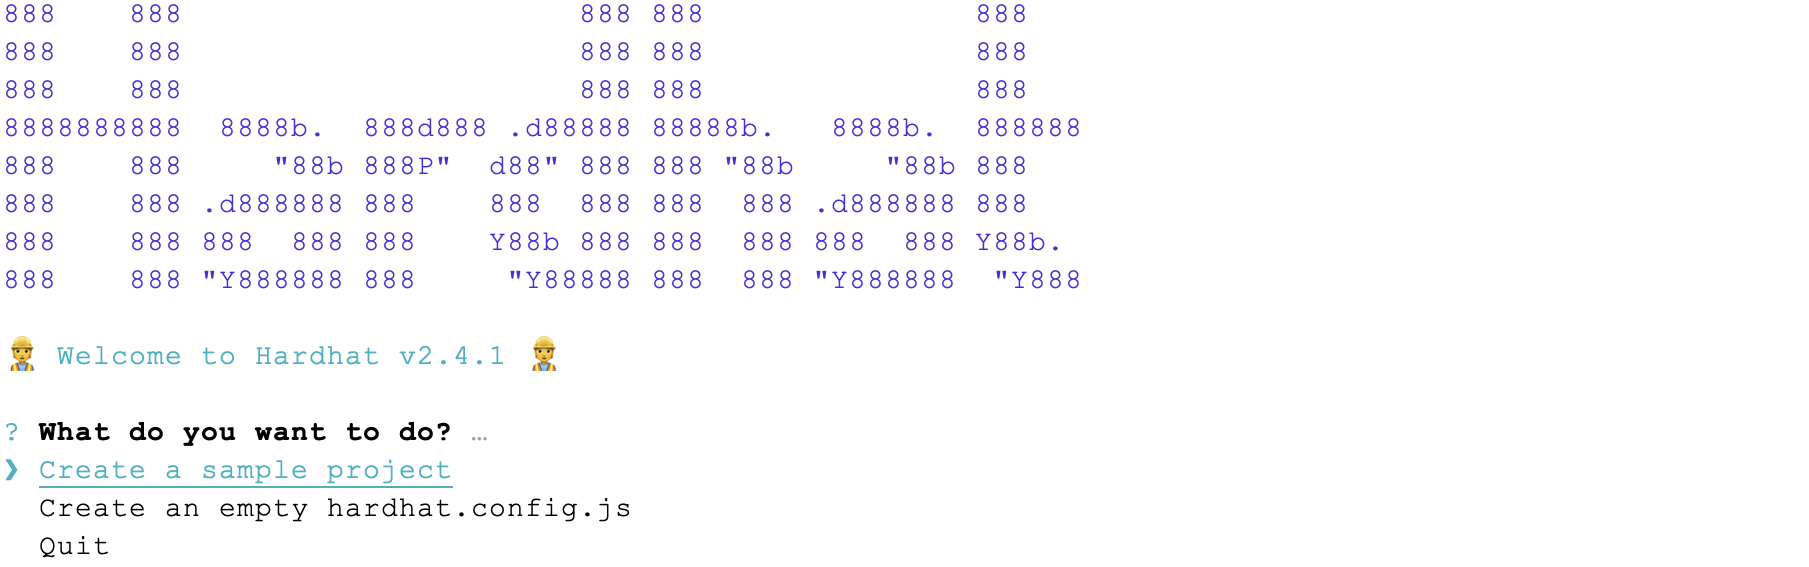 888    888                      888 888               888
888    888                      888 888               888
888    888                      888 888               888
8888888888  8888b.  888d888 .d88888 88888b.   8888b.  888888
888    888     "88b 888P"  d88" 888 888 "88b     "88b 888
888    888 .d888888 888    888  888 888  888 .d888888 888
888    888 888  888 888    Y88b 888 888  888 888  888 Y88b.
888    888 "Y888888 888     "Y88888 888  888 "Y888888  "Y888
👷 Welcome to Hardhat v2.4.1 👷
? What do you want to do? …
❯ Create a sample project
Create an empty hardhat.config.js
Quit